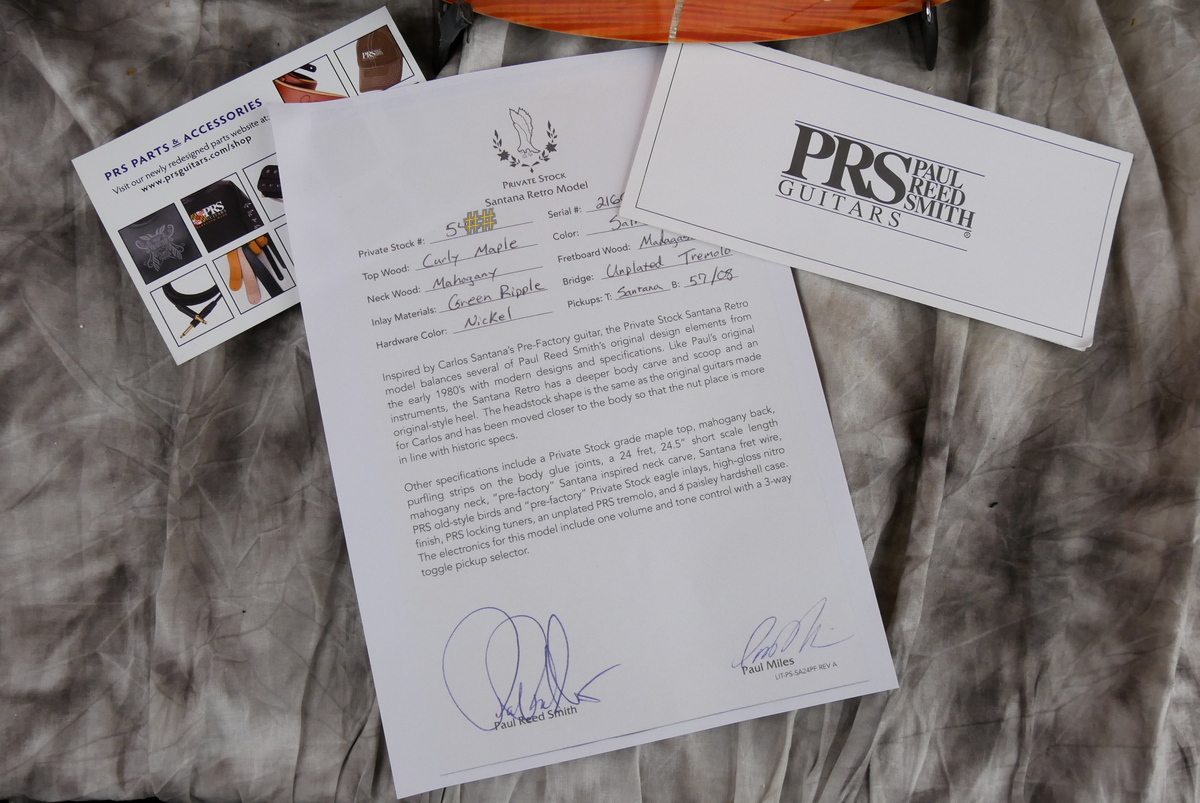 PRS PARTS & ACCESSORIES
Visit our newly redesigned parts website at:
www.prsguitars.com/shop
PRS
PRS
PRIVATE STOCK
Santana Retro Model
Private Stock #: 54##
Serial #: 216
Top Wood: Curly Maple
Color:
Neck Wood: Mahogany
Fretboard Wood:
Inlay Materials: Green Ripple
Bridge: Unplated Tremolo
Hardware Color: Nickel
Pickups: T: Santana B: 57/08
Inspired by Carlos Santana's Pre-Factory guitar, the Private Stock Santana Retro
model balances several of Paul Reed Smith's original design elements from
the early 1980's with modern designs and specifications. Like Paul's original
instruments, the Santana Retro has a deeper body carve and scoop and an
original-style heel. The headstock shape is the same as the original guitars made
for Carlos and has been moved closer to the body so that the nut place is more
in line with historic specs.
Other specifications include a Private Stock grade maple top, mahogany back,
purfling strips on the body glue joints, a 24 fret, 24.5" short scale length
mahogany neck, "pre-factory" Santana inspired neck carve, Santana fret wire,
PRS old-style birds and "pre-factory" Private Stock eagle inlays, high-gloss nitro
finish, PRS locking tuners, an unplated PRS tremolo, and a paisley hardshell case.
The electronics for this model include one volume and tone control with a 3-way
toggle pickup selector.
Paul Reed Smith
Paul Miles
LIT-PS-SA24PF REV A
PRS PAUL
REED
SMITH
GUITARS
®